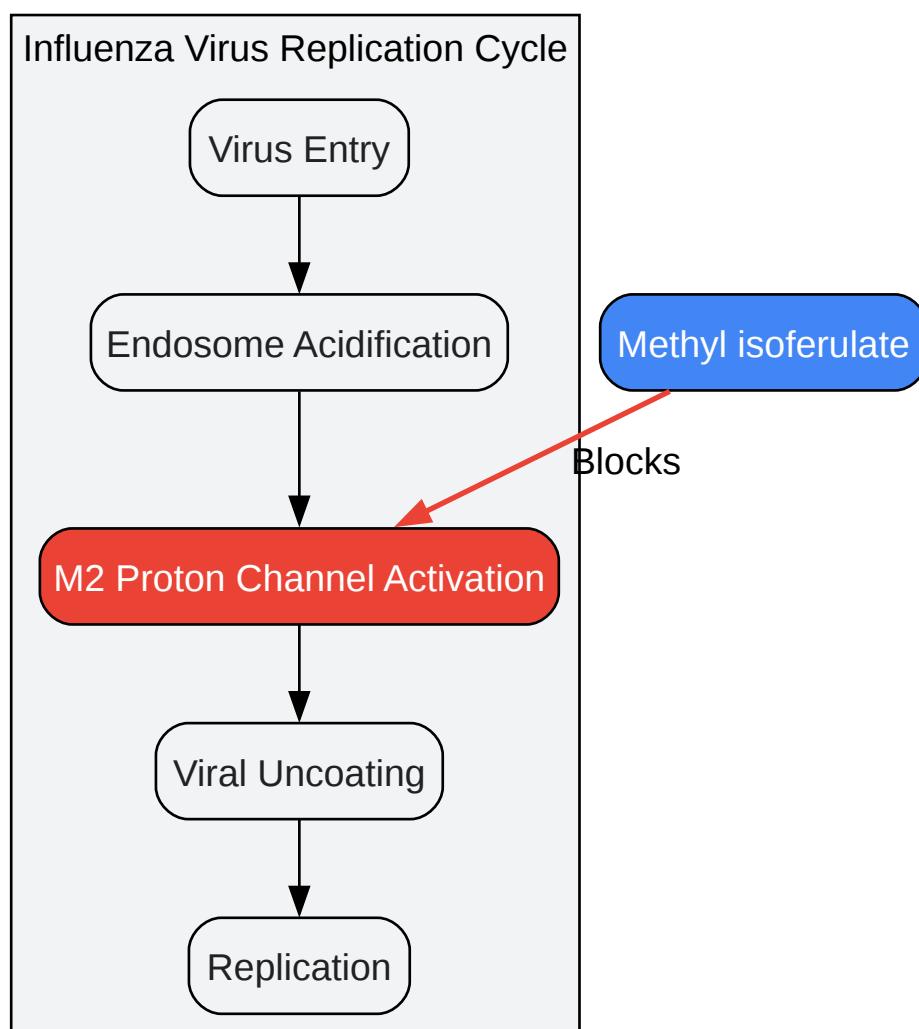 Influenza Virus Replication Cycle
Virus Entry
Endosome Acidification
Methyl isoferulate
Blocks
M2 Proton Channel Activation
Viral Uncoating
Replication